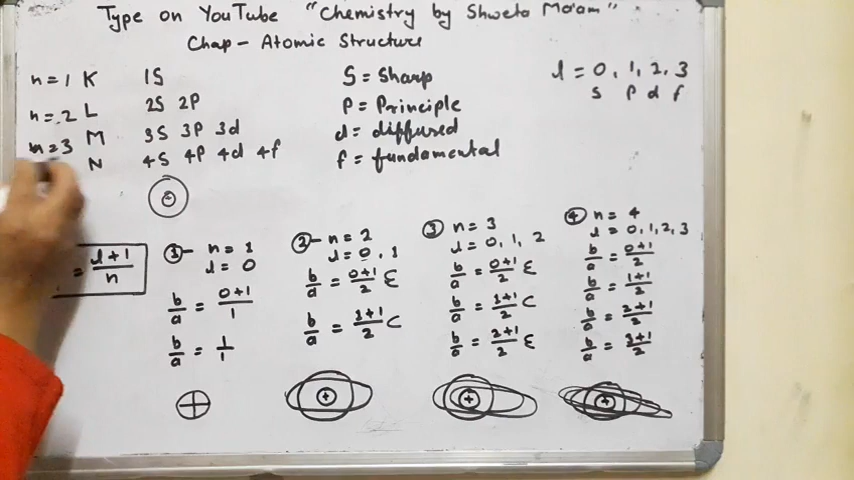 Type on YouTube "Chemistry by Shweta Ma'am"
Chap - Atomic Structure
n = 1 K 1S
n = 2 L 2S 2P
n = 3 M 3S 3P 3d
N 4S 4P 4d 4f
S = Sharp
P = Principle
d = diffused
f = fundamental
l = 0, 1, 2, 3
S P d f
= l+1/n
① - n = 1
l = 0
b/a = 0+1/1
b/a = 1/1
② - n = 2
l = 0, 1
b/a = 0+1/2 E
b/a = 1+1/2 C
③ n = 3
l = 0, 1, 2
b/a = 0+1/2 E
b/a = 1+1/2 C
b/a = 2+1/2 E
④ n = 4
l = 0, 1, 2, 3
b/a = 0+1/2
b/a = 1+1/2
b/a = 2+1/2
b/a = 3+1/2
+ + + +